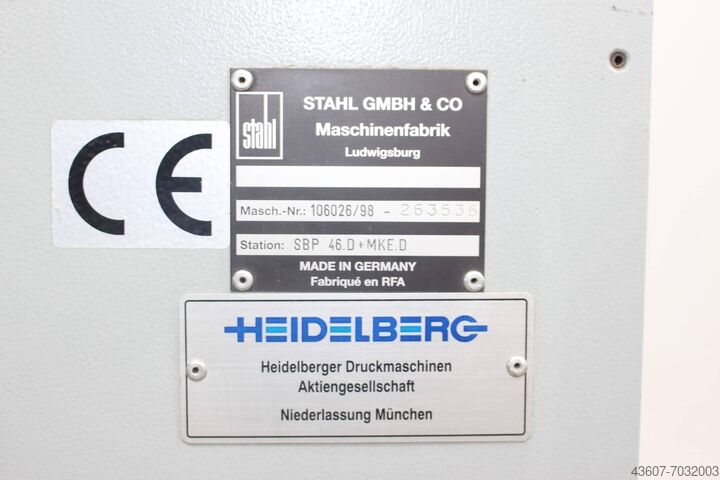 CE
stahl
STAHL GMBH & CO
Maschinenfabrik
Ludwigsburg
Masch.-Nr.: 106026/98 - 263536
Station: SBP 46.D+MKE.D
MADE IN GERMANY
Fabriqué en RFA
HEIDELBERG
Heidelberger Druckmaschinen
Aktiengesellschaft
Niederlassung München
43607-7032003